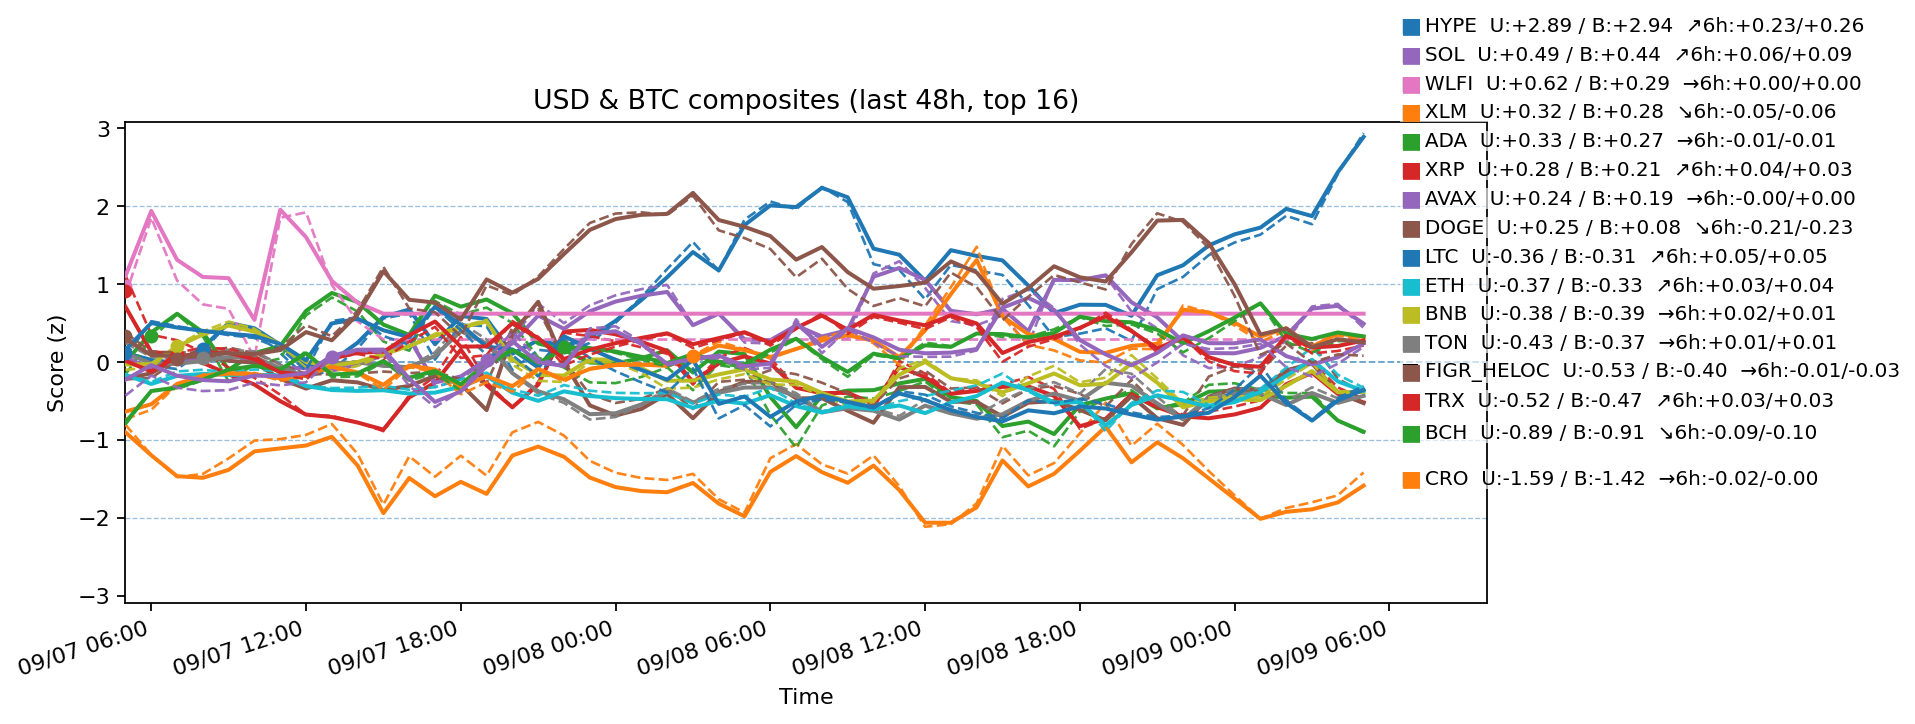 HYPE U:+2.89 / B:+2.94 ↗6h:+0.23/+0.26
SOL U:+0.49 / B:+0.44 ↗6h:+0.06/+0.09
WLFI U:+0.62 / B:+0.29 →6h:+0.00/+0.00
XLM U:+0.32 / B:+0.28 ↘6h:-0.05/-0.06
ADA U:+0.33 / B:+0.27 →6h:-0.01/-0.01
XRP U:+0.28 / B:+0.21 ↗6h:+0.04/+0.03
AVAX U:+0.24 / B:+0.19 →6h:-0.00/+0.00
DOGE U:+0.25 / B:+0.08 ↘6h:-0.21/-0.23
LTC U:-0.36 / B:-0.31 ↗6h:+0.05/+0.05
ETH U:-0.37 / B:-0.33 ↗6h:+0.03/+0.04
BNB U:-0.38 / B:-0.39 →6h:+0.02/+0.01
TON U:-0.43 / B:-0.37 →6h:+0.01/+0.01
FIGR_HELOC U:-0.53 / B:-0.40 →6h:-0.01/-0.03
TRX U:-0.52 / B:-0.47 ↗6h:+0.03/+0.03
BCH U:-0.89 / B:-0.91 ↘6h:-0.09/-0.10
CRO U:-1.59 / B:-1.42 →6h:-0.02/-0.00
USD & BTC composites (last 48h, top 16)
Score (z)
3
2
1
0
−1
−2
−3
09/07 06:00
09/07 12:00
09/07 18:00
09/08 00:00
09/08 06:00
09/08 12:00
09/08 18:00
09/09 00:00
09/09 06:00
Time